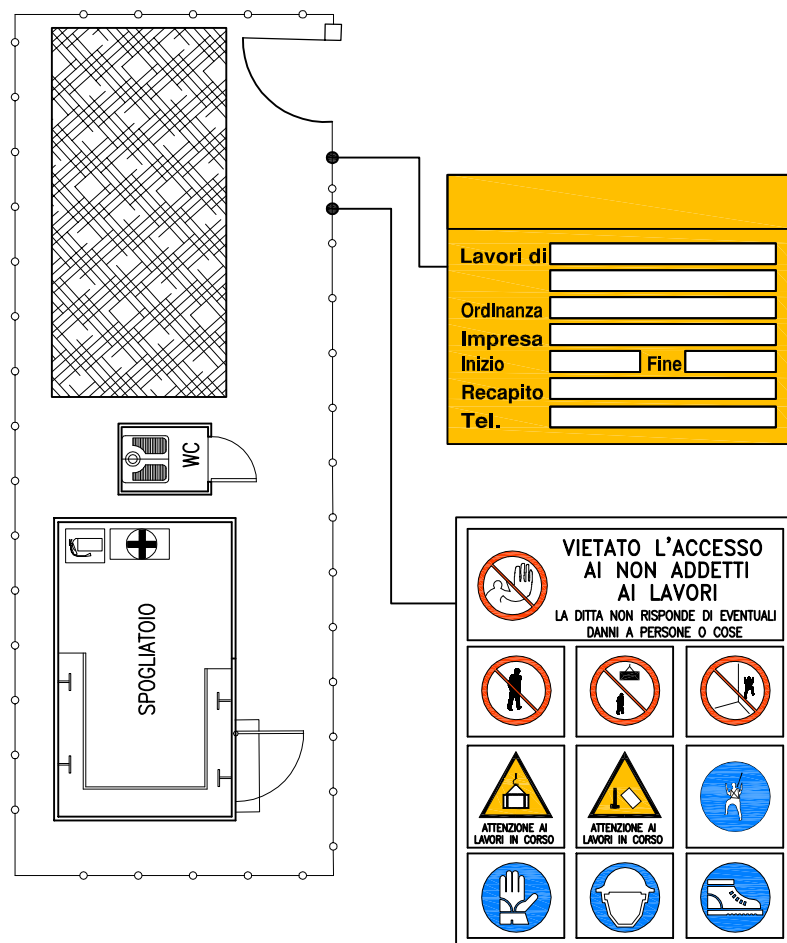 Lavori di
OrdInanza
Impresa
Inizio Fine
Recapito
Tel.
WC
SPOGLIATOIO
VIETATO L'ACCESSO
AI NON ADDETTI
AI LAVORI
LA DITTA NON RISPONDE DI EVENTUALI
DANNI A PERSONE O COSE
ATTENZIONE AI
LAVORI IN CORSO
ATTENZIONE AI
LAVORI IN CORSO